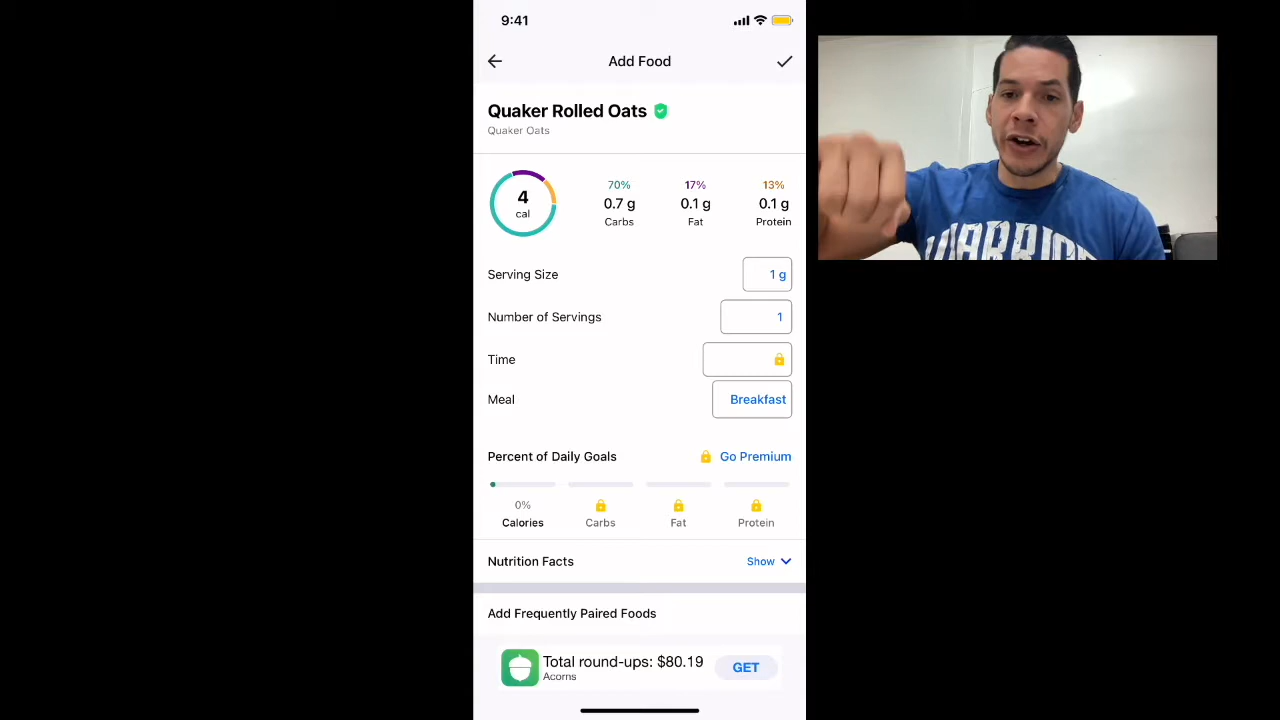 9:41
Add Food
Quaker Rolled Oats
Quaker Oats
4
cal
70%
0.7 g
Carbs
17%
0.1 g
Fat
13%
0.1 g
Protein
Serving Size
1 g
Number of Servings
1
Time
Meal
Breakfast
Percent of Daily Goals
Go Premium
0%
Calories
Carbs
Fat
Protein
Nutrition Facts
Show
Add Frequently Paired Foods
Total round-ups: $80.19
Acorns
GET